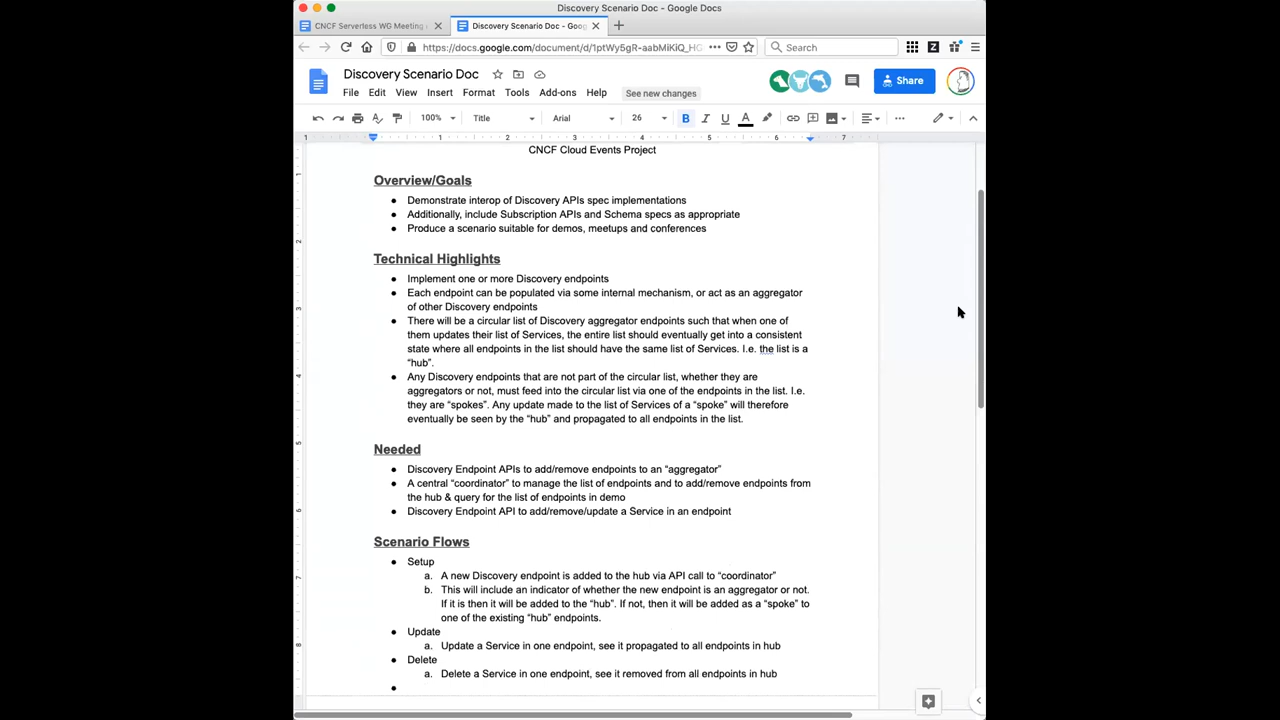 Discovery Scenario Doc - Google Docs
CNCF Serverless WG Meeting
Discovery Scenario Doc - Goog
https://docs.google.com/document/d/1ptWy5gR-aabMiKiQ_HG
Search
Discovery Scenario Doc
Share
File Edit View Insert Format Tools Add-ons Help See new changes
100% Title Arial 26 B I U A
1 1 2 3 4 5 6 7
CNCF Cloud Events Project
Overview/Goals
● Demonstrate interop of Discovery APIs spec implementations
● Additionally, include Subscription APIs and Schema specs as appropriate
● Produce a scenario suitable for demos, meetups and conferences
Technical Highlights
● Implement one or more Discovery endpoints
● Each endpoint can be populated via some internal mechanism, or act as an aggregator
of other Discovery endpoints
● There will be a circular list of Discovery aggregator endpoints such that when one of
them updates their list of Services, the entire list should eventually get into a consistent
state where all endpoints in the list should have the same list of Services. I.e. the list is a
“hub”.
● Any Discovery endpoints that are not part of the circular list, whether they are
aggregators or not, must feed into the circular list via one of the endpoints in the list. I.e.
they are “spokes”. Any update made to the list of Services of a “spoke” will therefore
eventually be seen by the “hub” and propagated to all endpoints in the list.
Needed
● Discovery Endpoint APIs to add/remove endpoints to an “aggregator”
● A central “coordinator” to manage the list of endpoints and to add/remove endpoints from
the hub & query for the list of endpoints in demo
● Discovery Endpoint API to add/remove/update a Service in an endpoint
Scenario Flows
● Setup
a. A new Discovery endpoint is added to the hub via API call to “coordinator”
b. This will include an indicator of whether the new endpoint is an aggregator or not.
If it is then it will be added to the “hub”. If not, then it will be added as a “spoke” to
one of the existing “hub” endpoints.
● Update
a. Update a Service in one endpoint, see it propagated to all endpoints in hub
● Delete
a. Delete a Service in one endpoint, see it removed from all endpoints in hub
●